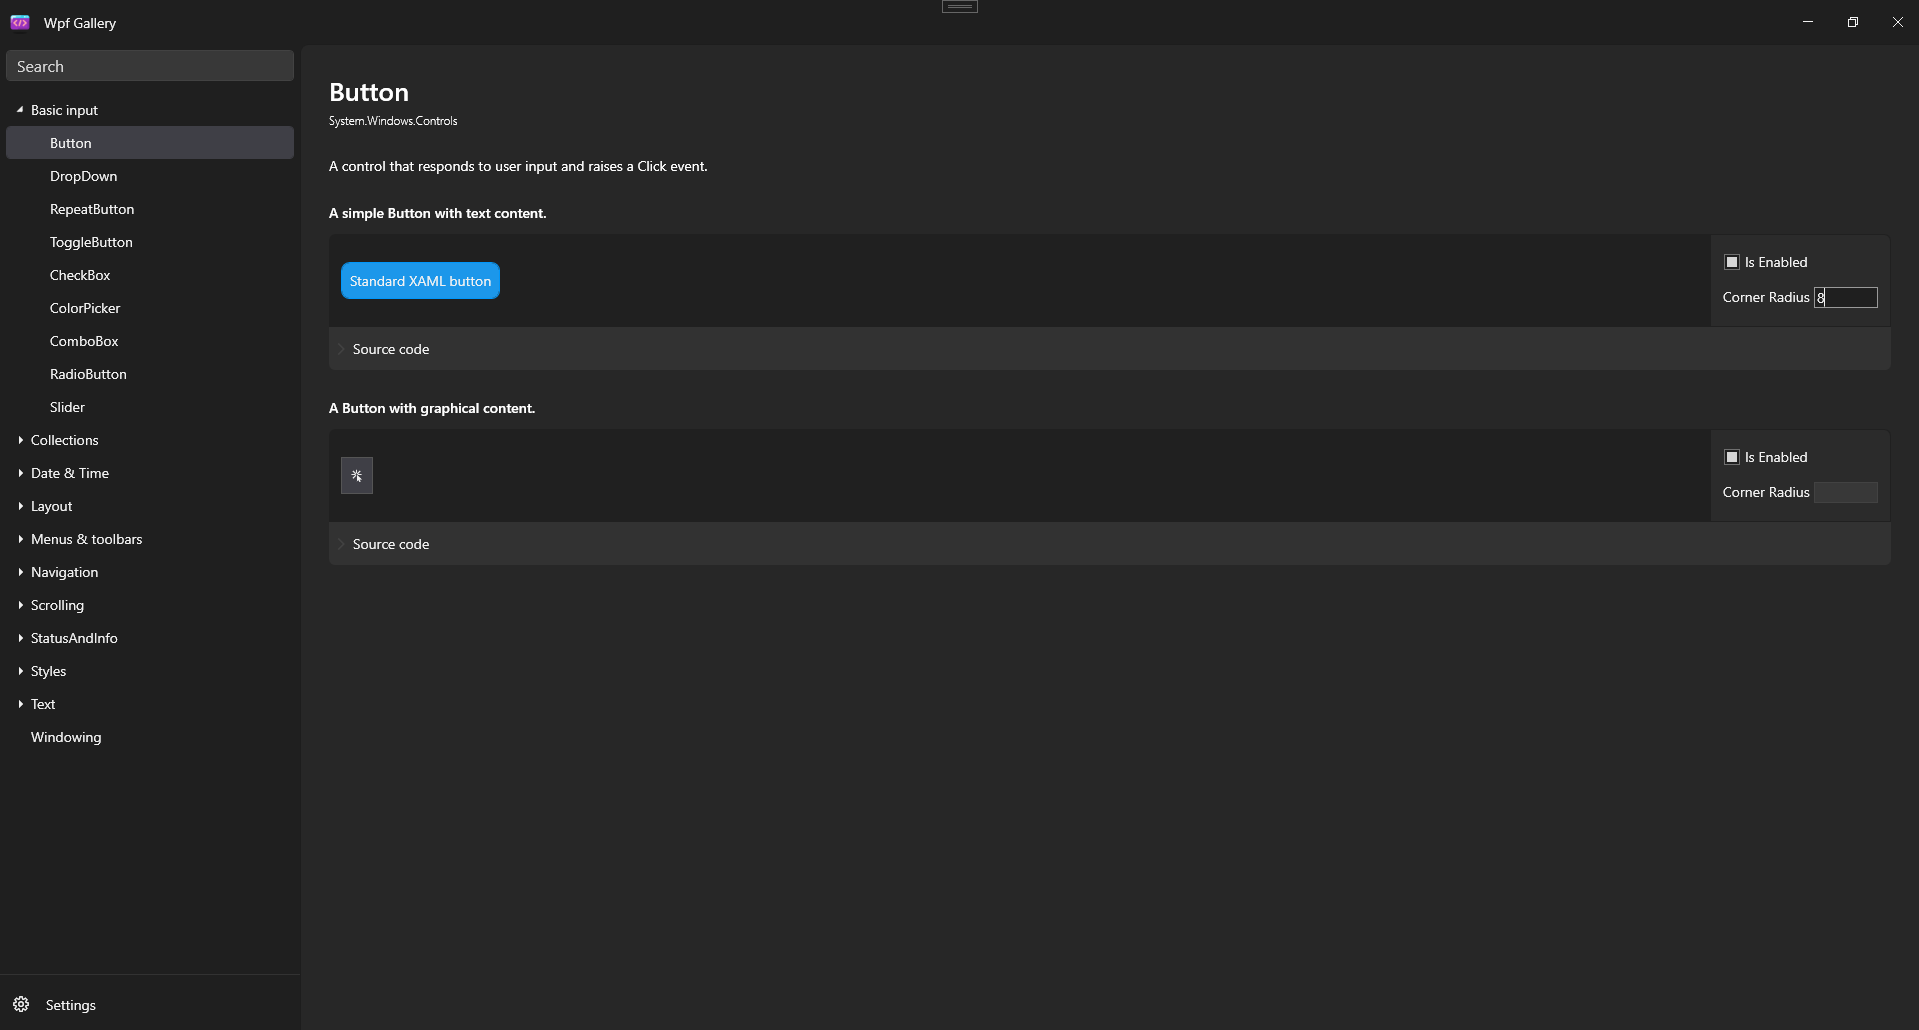 Wpf Gallery
Search
Basic input
Button
DropDown
RepeatButton
ToggleButton
CheckBox
ColorPicker
ComboBox
RadioButton
Slider
Collections
Date & Time
Layout
Menus & toolbars
Navigation
Scrolling
StatusAndInfo
Styles
Text
Windowing
Settings
Button
System.Windows.Controls
A control that responds to user input and raises a Click event.
A simple Button with text content.
Standard XAML button
Is Enabled
Corner Radius 8
Source code
A Button with graphical content.
Is Enabled
Corner Radius
Source code